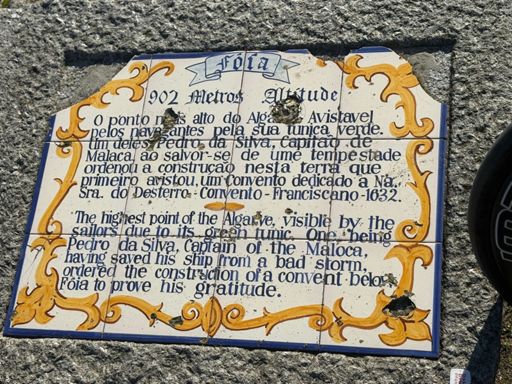 Fóia
902 Metros Altitude
O ponto mais alto do Algarve Avistavel
pelos navegantes pela sua tunica verde.
Um deles Pedro da Silva, Capitão de
Malaca ao salvor-se de ume tempestade
ordenou a construção nesta terra que
primeiro avistou, um Convento dedicado a Na,
Sra. do Desterro - Convento - Franciscano - 1632.
The highest point of the Algarve, visible by the
sailors due to its green tunic. One being
Pedro da Silva, Captain of the Maloca,
having saved his ship from a bad storm,
ordered the construction of a convent below
Fóia to prove his gratitude.